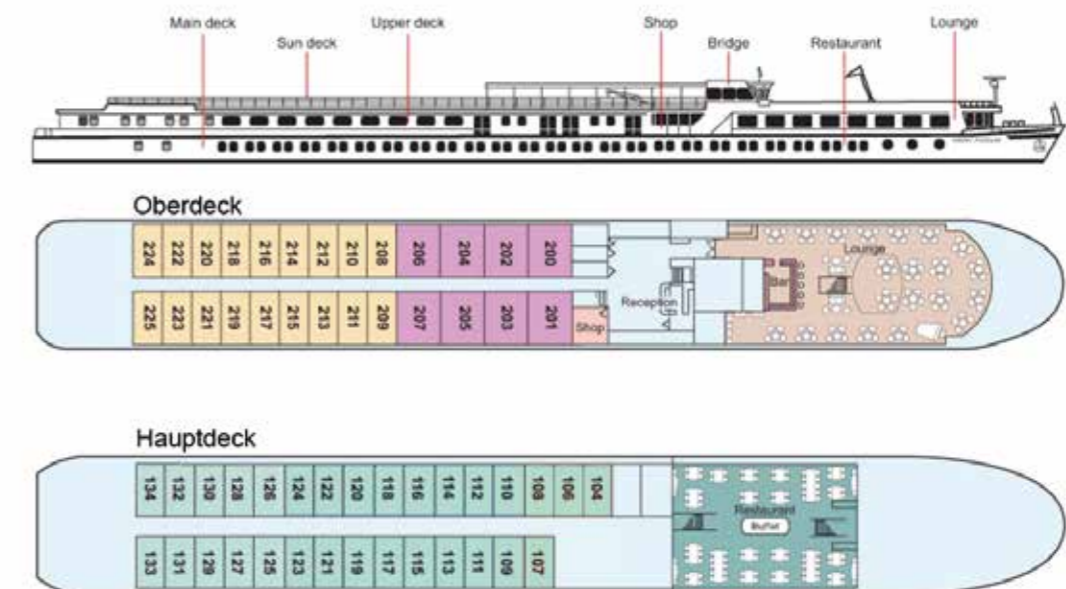 Main deck
Sun deck
Upper deck
Shop
Bridge
Restaurant
Lounge
Oberdeck
224 222 220 218 216 214 212 210 208 206 204 202 200
225 223 221 219 217 215 213 211 209 207 205 203 201
Shop
Reception
Bar
Lounge
Hauptdeck
134 132 130 128 126 124 122 120 118 116 114 112 110 108 106 104
133 131 129 127 125 123 121 119 117 115 113 111 109 107
Restaurant
Buffet